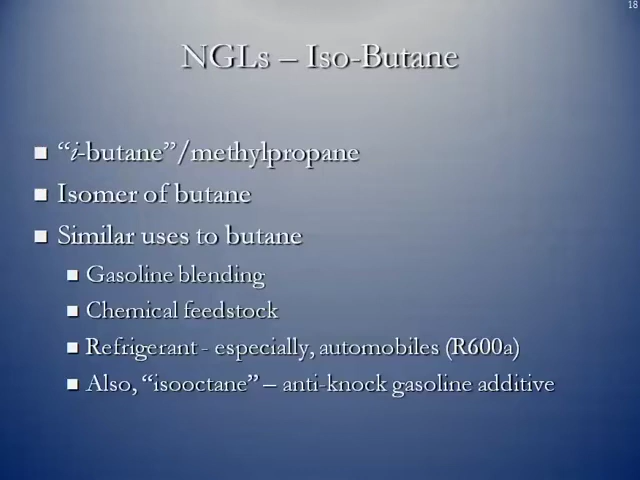 18
NGLs – Iso-Butane
■ “i-butane”/methylpropane
■ Isomer of butane
■ Similar uses to butane
■ Gasoline blending
■ Chemical feedstock
■ Refrigerant - especially, automobiles (R600a)
■ Also, “isooctane” – anti-knock gasoline additive